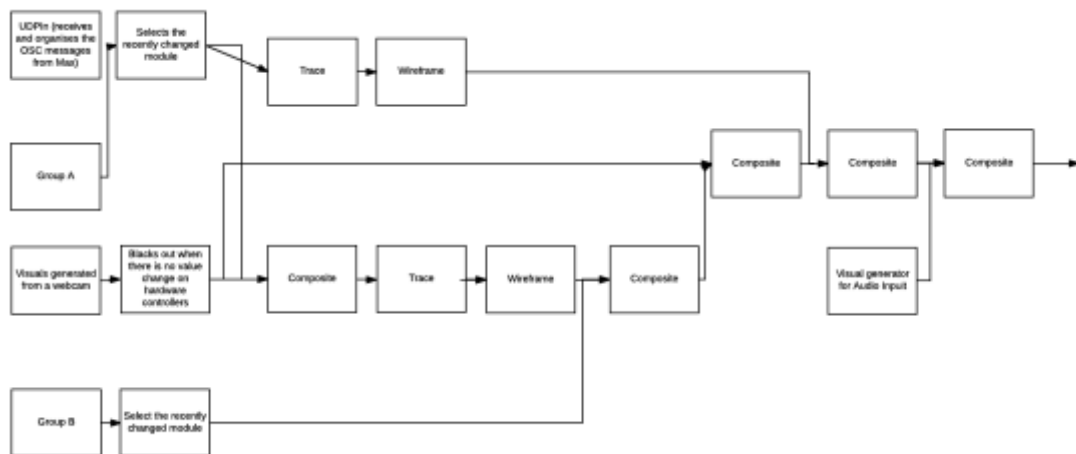 UDPIn (receives
and organises the
OSC messages
from Max)
Selects the
recently changed
module
Trace
Wireframe
Group A
Composite
Composite
Composite
Visuals generated
from a webcam
Blacks out when
there is no value
change on
hardware
controllers
Composite
Trace
Wireframe
Composite
Visual generator
for Audio Inpuit
Group B
Select the recently
changed module